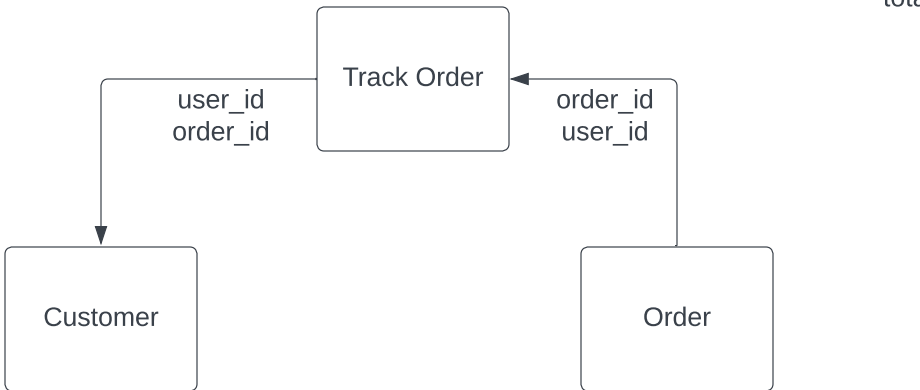 Track Order
user_id
order_id
order_id
user_id
Customer
Order